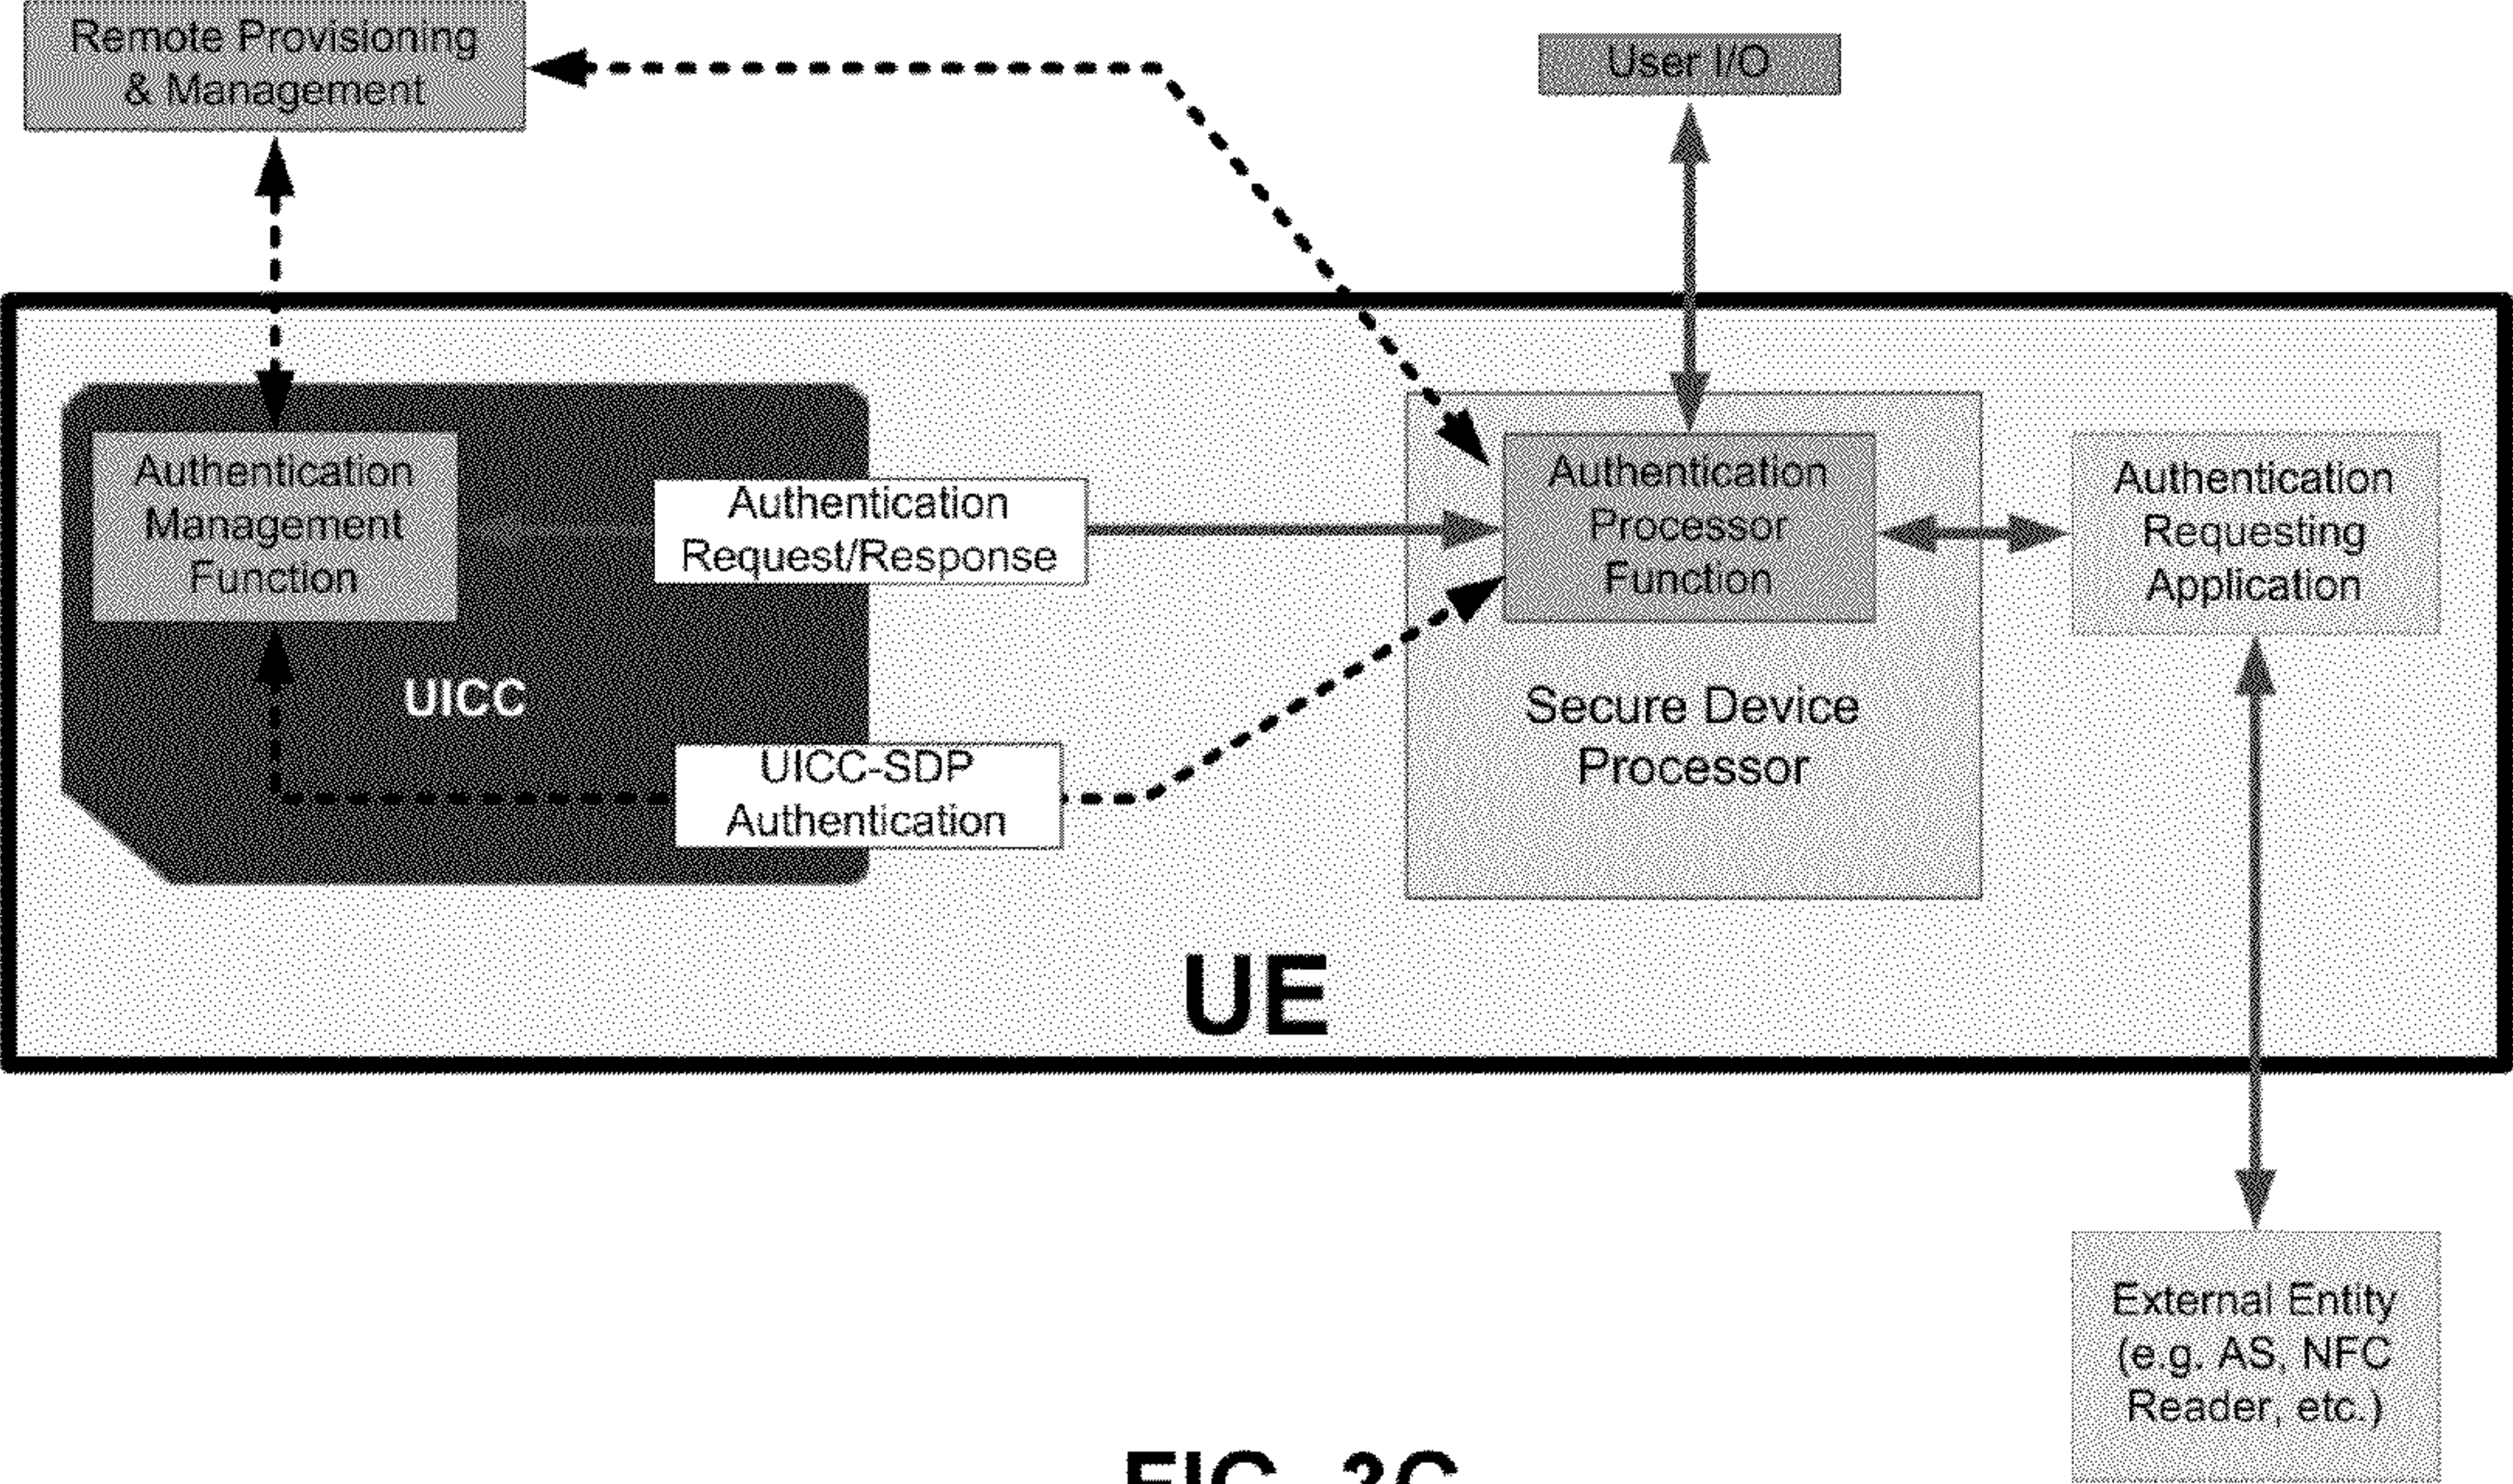 Remote Provisioning
& Management
User I/O
Authentication
Management
Function
Authentication
Request/Response
Authentication
Processor
Function
Authentication
Requesting
Application
UICC
UICC-SDP
Authentication
Secure Device
Processor
UE
External Entity
(e.g. AS, NFC
Reader, etc.)